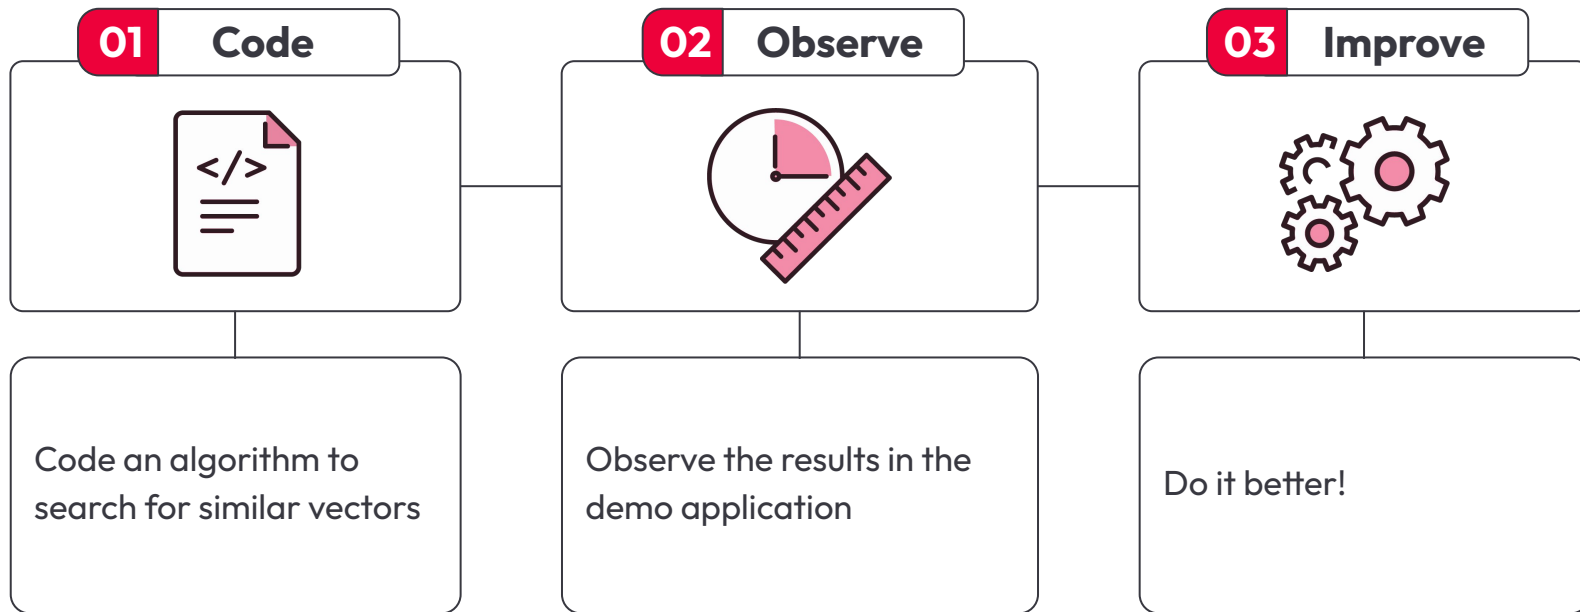 01 Code
02 Observe
03 Improve
</>
Code an algorithm to
search for similar vectors
Observe the results in the
demo application
Do it better!